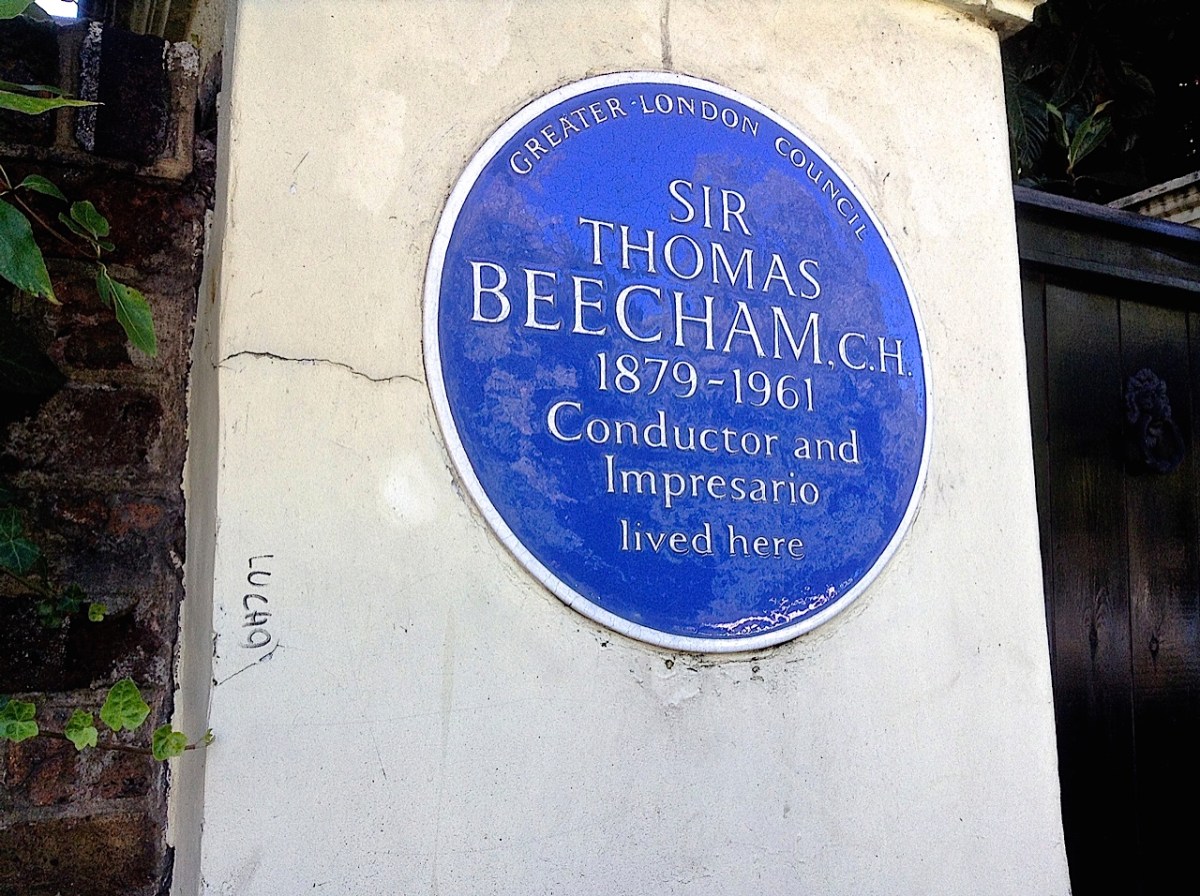 GREATER-LONDON COUNCIL
SIR
THOMAS
BEECHAM, C.H.
1879-1961
Conductor and
Impresario
lived here
LUCHO